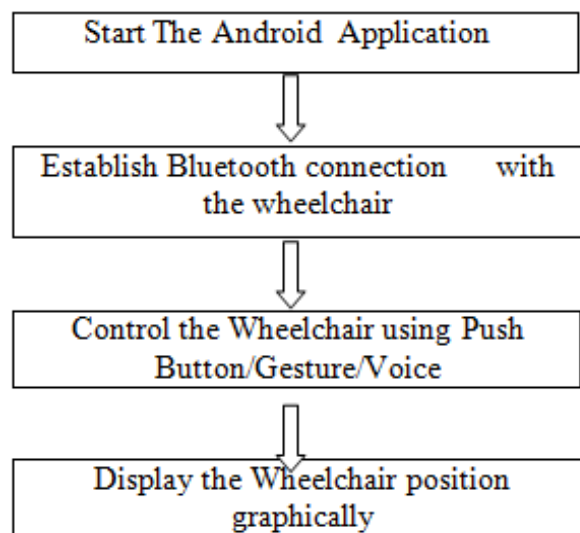 Start The Android Application
Establish Bluetooth connection with
the wheelchair
Control the Wheelchair using Push
Button/Gesture/Voice
Display the Wheelchair position
graphically